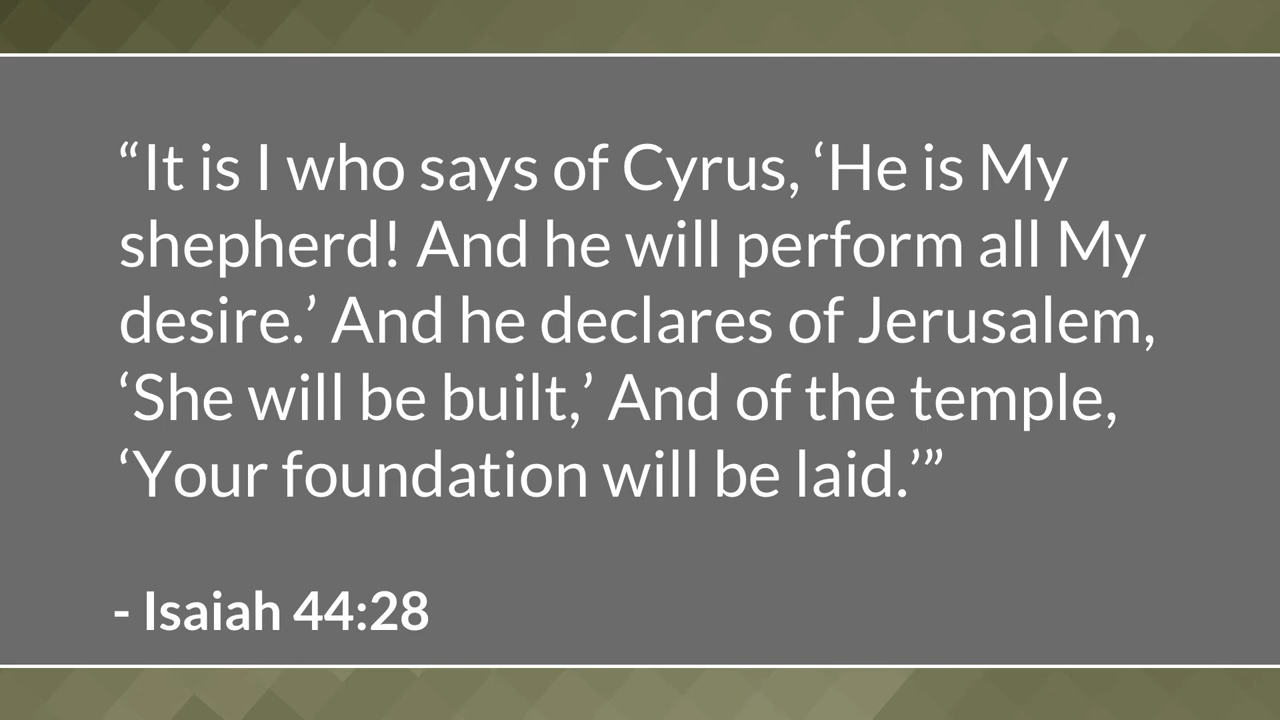 “It is I who says of Cyrus, ‘He is My
shepherd! And he will perform all My
desire.’ And he declares of Jerusalem,
‘She will be built,’ And of the temple,
‘Your foundation will be laid.’”
- Isaiah 44:28